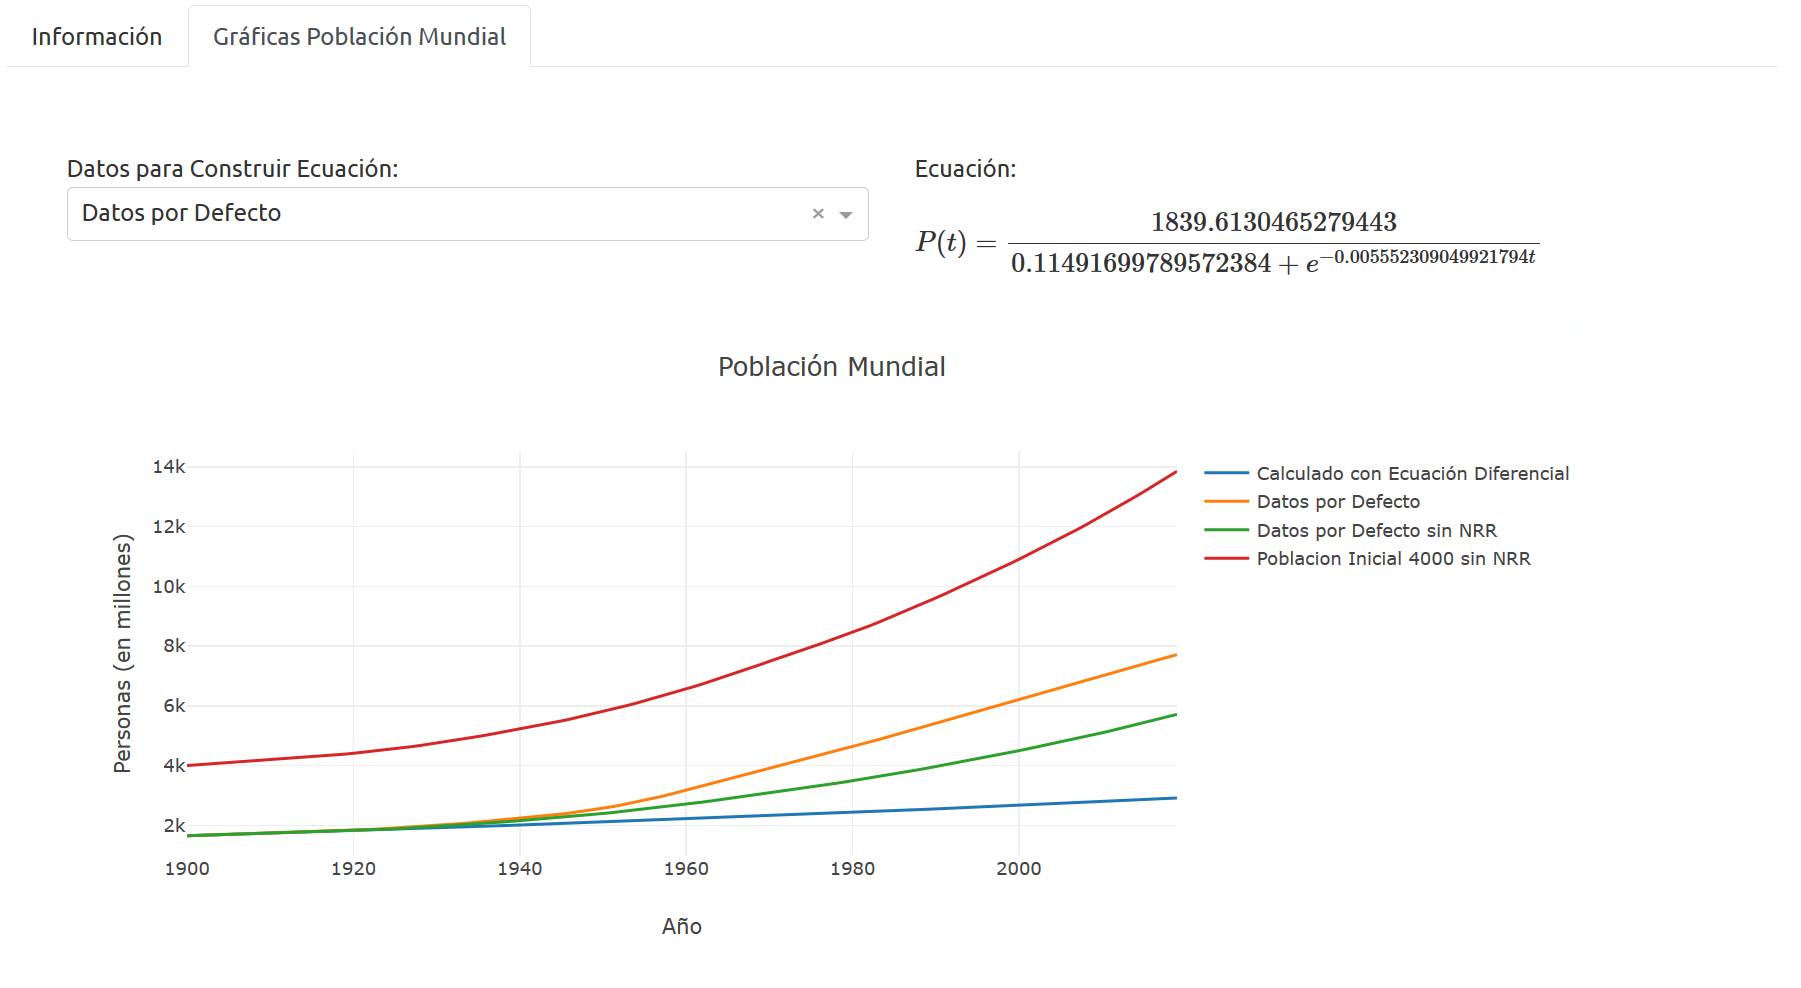 Información
Gráficas Población Mundial
Datos para Construir Ecuación:
Datos por Defecto
Ecuación:
P(t) = 1839.6130465279443 / (0.11491699789572384 + e^{-0.005552309049921794t})
Población Mundial
14k
12k
10k
8k
6k
4k
2k
Personas (en millones)
1900 1920 1940 1960 1980 2000
Año
Calculado con Ecuación Diferencial
Datos por Defecto
Datos por Defecto sin NRR
Poblacion Inicial 4000 sin NRR